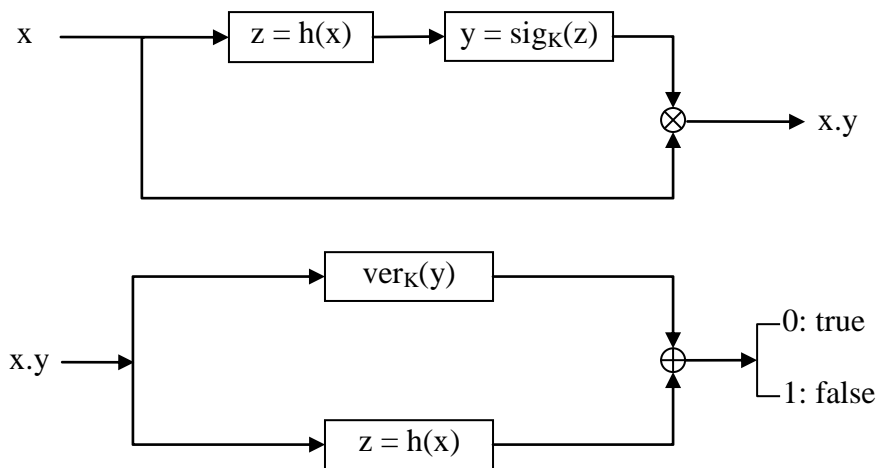 x
z = h(x)
y = sig_K(z)
x.y
ver_K(y)
0: true
x.y
1: false
z = h(x)